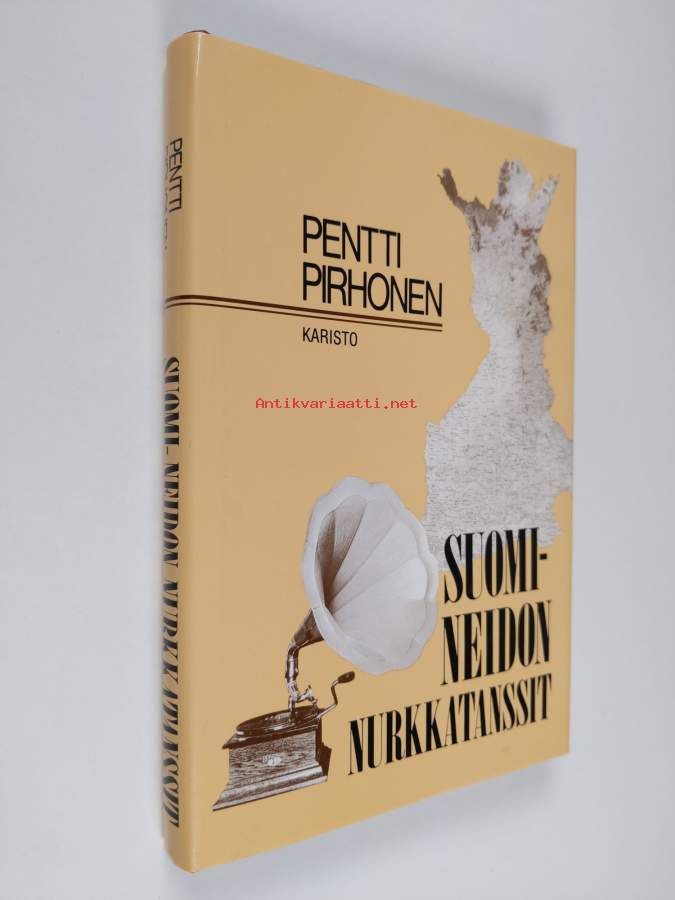 PENTTI
PIRHONEN
KARISTO
Antikvariaatti.net
SUOMI-
NEIDON
NURKKATANSSIT
PENTTI
PIRHONEN
SUOMI-NEIDON NURKKATANSSIT